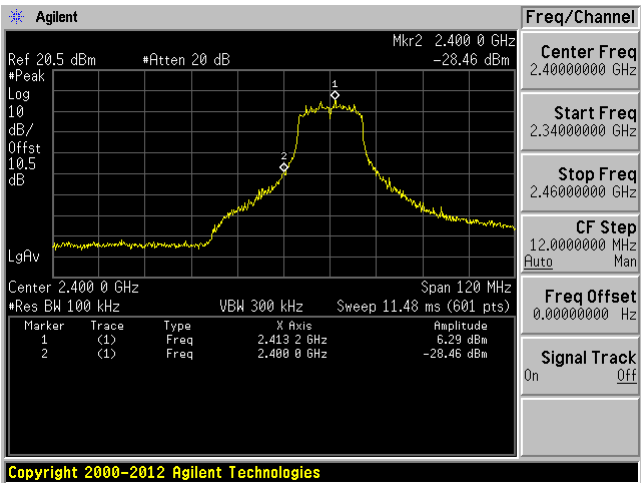 Agilent
Freq/Channel
Mkr2 2.400 0 GHz
Ref 20.5 dBm #Atten 20 dB -28.46 dBm
#Peak
Log
10
dB/
Offst
10.5
dB
LgAv
1
2
Center 2.400 0 GHz Span 120 MHz
#Res BW 100 kHz VBW 300 kHz Sweep 11.48 ms (601 pts)
Marker Trace Type X Axis Amplitude
1 (1) Freq 2.413 2 GHz 6.29 dBm
2 (1) Freq 2.400 0 GHz -28.46 dBm
Center Freq
2.40000000 GHz
Start Freq
2.34000000 GHz
Stop Freq
2.46000000 GHz
CF Step
12.0000000 MHz
Auto Man
Freq Offset
0.00000000 Hz
Signal Track
On Off
Copyright 2000-2012 Agilent Technologies